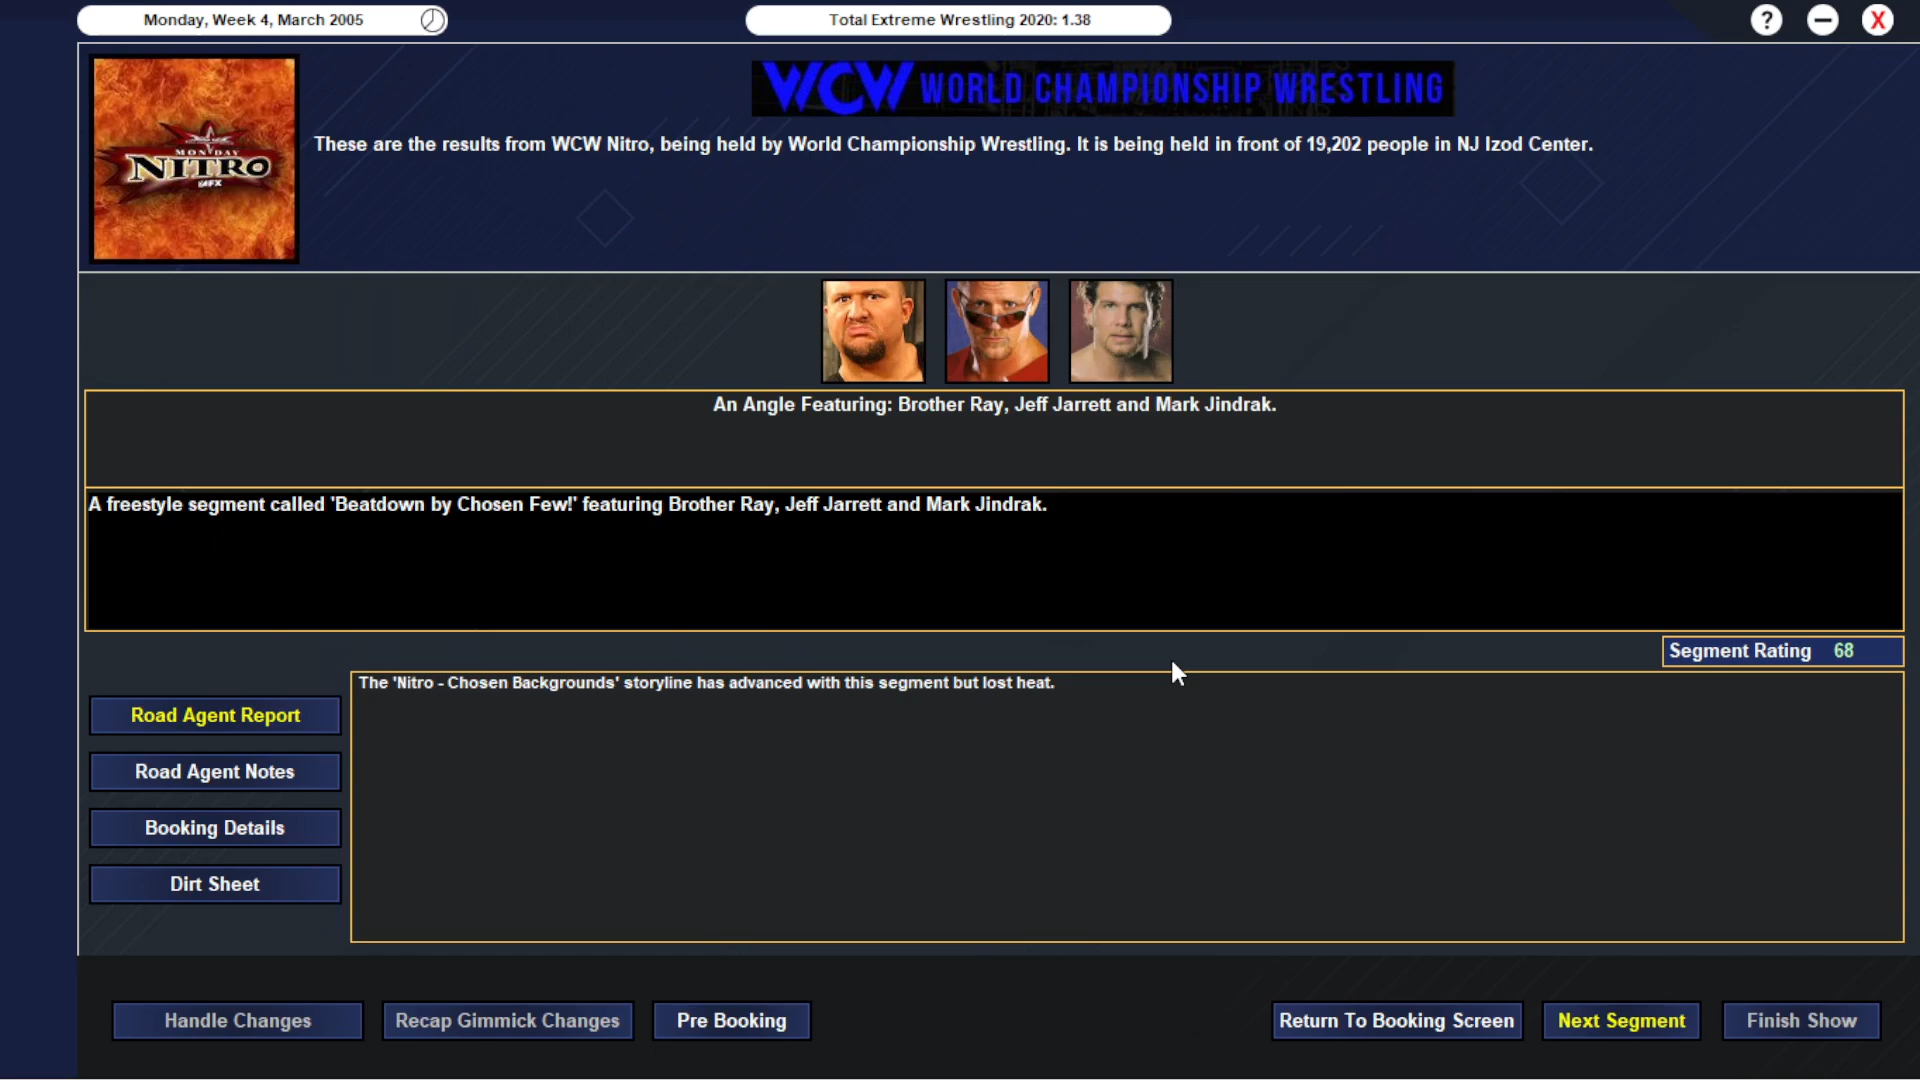 Monday, Week 4, March 2005
Total Extreme Wrestling 2020: 1.38
?
X
WCW WORLD CHAMPIONSHIP WRESTLING
MONDAY
NITRO
These are the results from WCW Nitro, being held by World Championship Wrestling. It is being held in front of 19,202 people in NJ Izod Center.
An Angle Featuring: Brother Ray, Jeff Jarrett and Mark Jindrak.
A freestyle segment called 'Beatdown by Chosen Few!' featuring Brother Ray, Jeff Jarrett and Mark Jindrak.
Segment Rating 68
The 'Nitro - Chosen Backgrounds' storyline has advanced with this segment but lost heat.
Road Agent Report
Road Agent Notes
Booking Details
Dirt Sheet
Handle Changes
Recap Gimmick Changes
Pre Booking
Return To Booking Screen
Next Segment
Finish Show